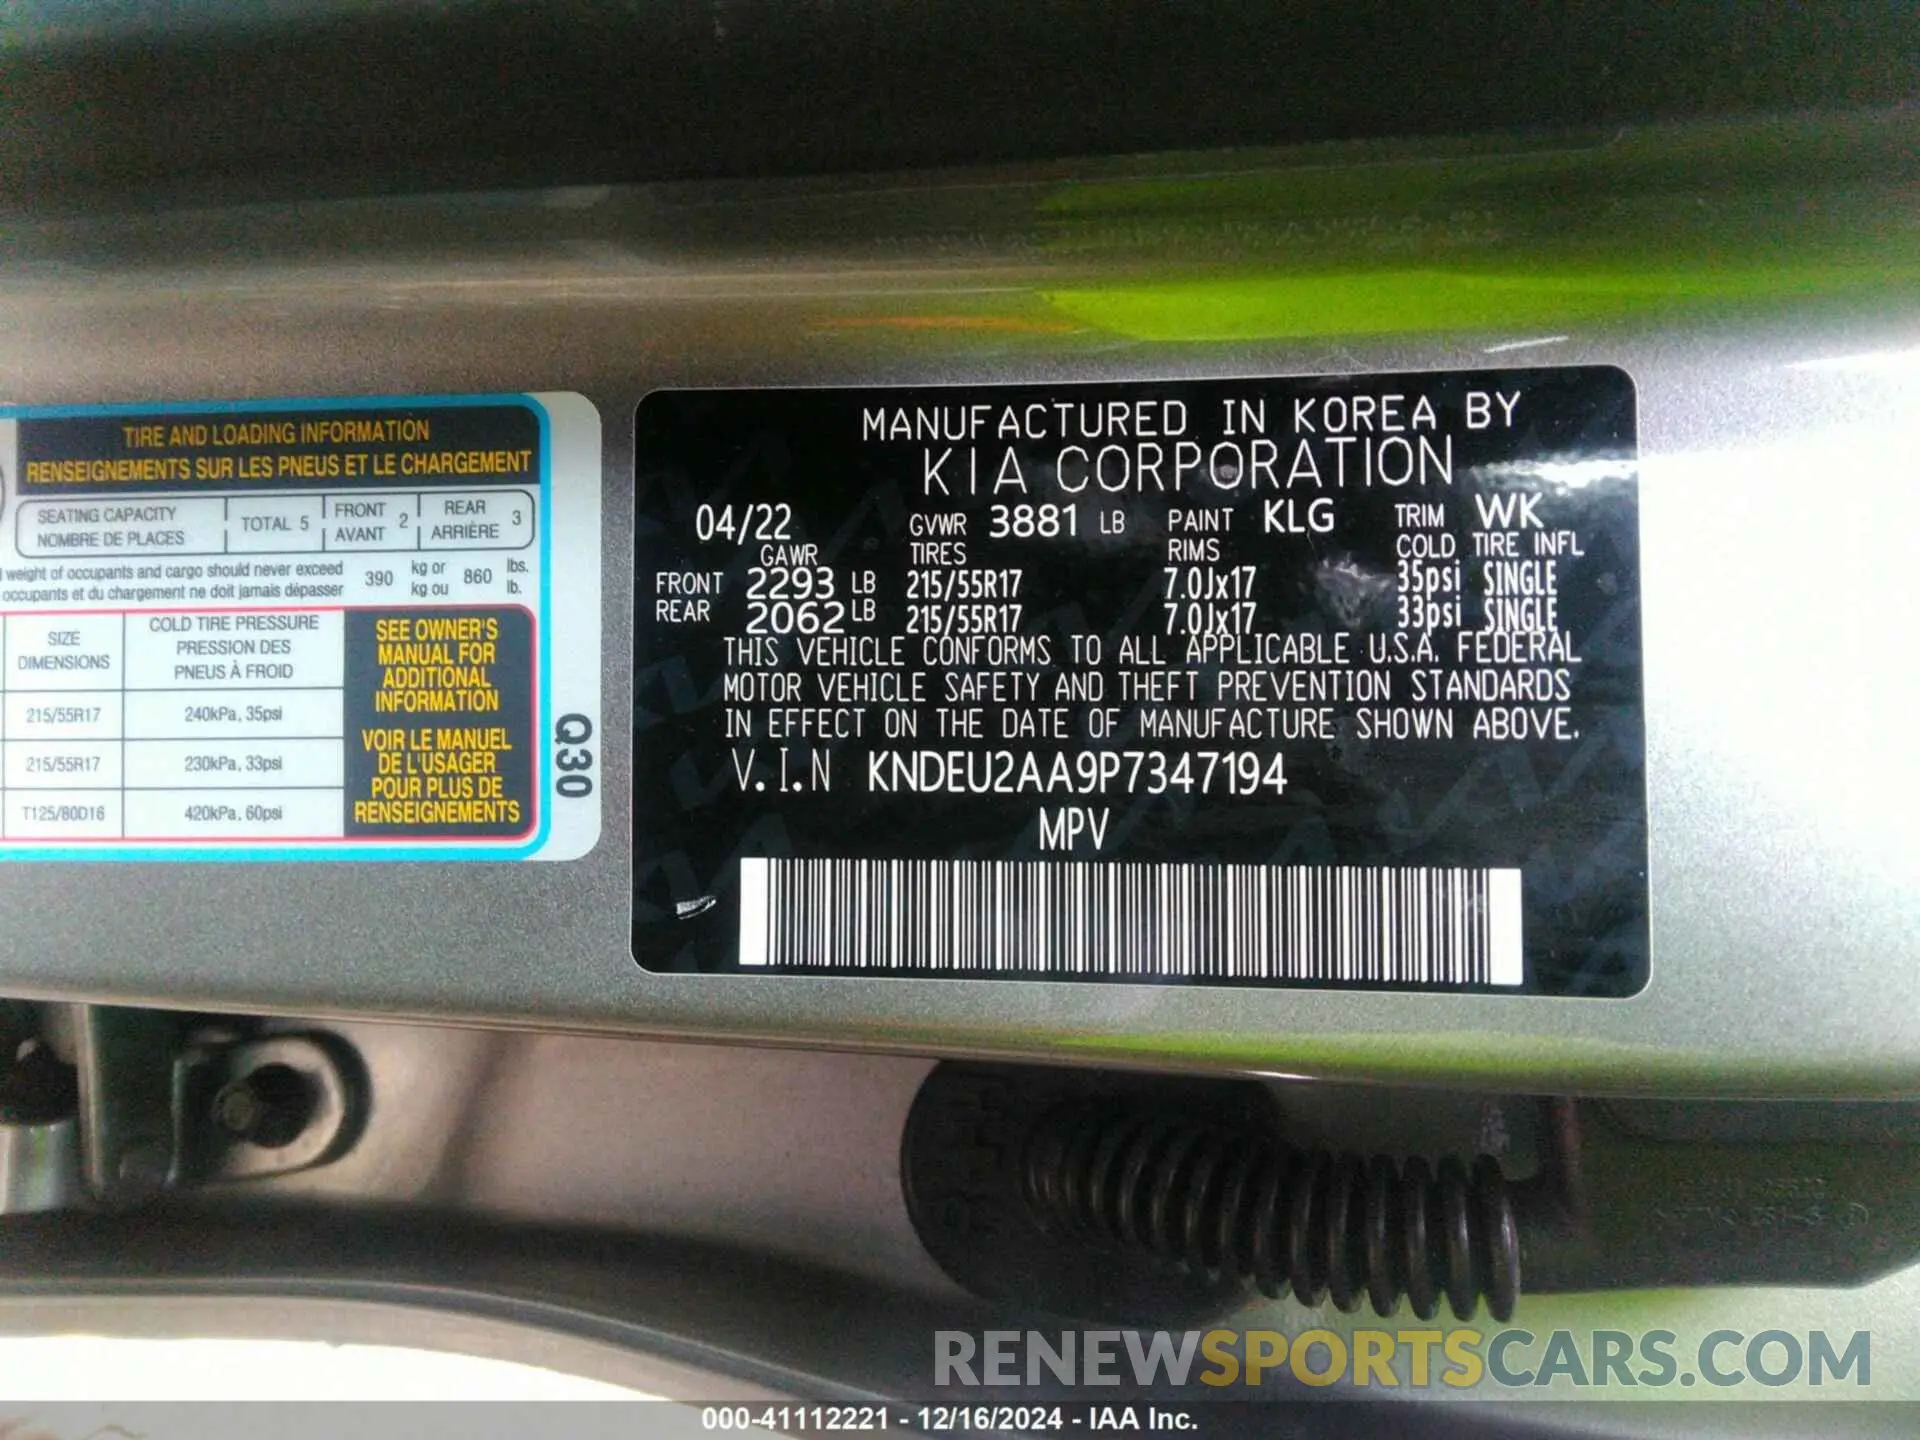 TIRE AND LOADING INFORMATION
RENSEIGNEMENTS SUR LES PNEUS ET LE CHARGEMENT
SEATING CAPACITY
NOMBRE DE PLACES
TOTAL 5
FRONT
AVANT 2
REAR
ARRIÈRE 3
weight of occupants and cargo should never exceed
occupants et du chargement ne doit jamais dépasser
390 kg or 860 lbs.
kg ou lb.
SIZE
DIMENSIONS
COLD TIRE PRESSURE
PRESSION DES
PNEUS À FROID
215/55R17 240kPa, 35psi
215/55R17 230kPa, 33psi
T125/80D16 420kPa, 60psi
SEE OWNER'S
MANUAL FOR
ADDITIONAL
INFORMATION
VOIR LE MANUEL
DE L'USAGER
POUR PLUS DE
RENSEIGNEMENTS
Q30
MANUFACTURED IN KOREA BY
KIA CORPORATION
04/22 GVWR 3881 LB PAINT KLG TRIM WK
GAWR TIRES RIMS COLD TIRE INFL
FRONT 2293 LB 215/55R17 7.0Jx17 35psi SINGLE
REAR 2062 LB 215/55R17 7.0Jx17 33psi SINGLE
THIS VEHICLE CONFORMS TO ALL APPLICABLE U.S.A. FEDERAL
MOTOR VEHICLE SAFETY AND THEFT PREVENTION STANDARDS
IN EFFECT ON THE DATE OF MANUFACTURE SHOWN ABOVE.
V.I.N KNDEU2AA9P7347194
MPV
RENEWSPORTSCARS.COM
000-41112221 - 12/16/2024 - IAA Inc.